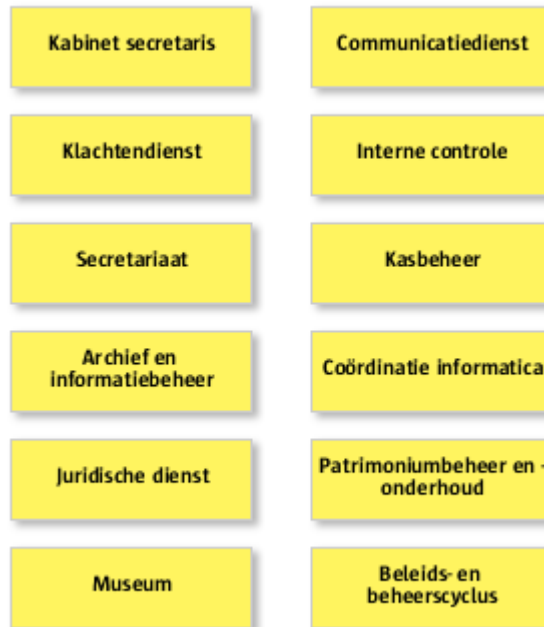 Kabinet secretaris
Communicatiedienst
Klachtendienst
Interne controle
Secretariaat
Kasbeheer
Archief en
informatiebeheer
Coördinatie informatica
Juridische dienst
Patrimoniumbeheer en -
onderhoud
Museum
Beleids- en
beheerscyclus